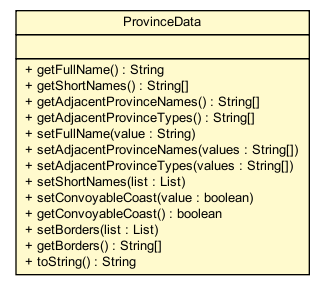 ProvinceData
+ getFullName() : String
+ getShortNames() : String[]
+ getAdjacentProvinceNames() : String[]
+ getAdjacentProvinceTypes() : String[]
+ setFullName(value : String)
+ setAdjacentProvinceNames(values : String[])
+ setAdjacentProvinceTypes(values : String[])
+ setShortNames(list : List)
+ setConvoyableCoast(value : boolean)
+ getConvoyableCoast() : boolean
+ setBorders(list : List)
+ getBorders() : String[]
+ toString() : String